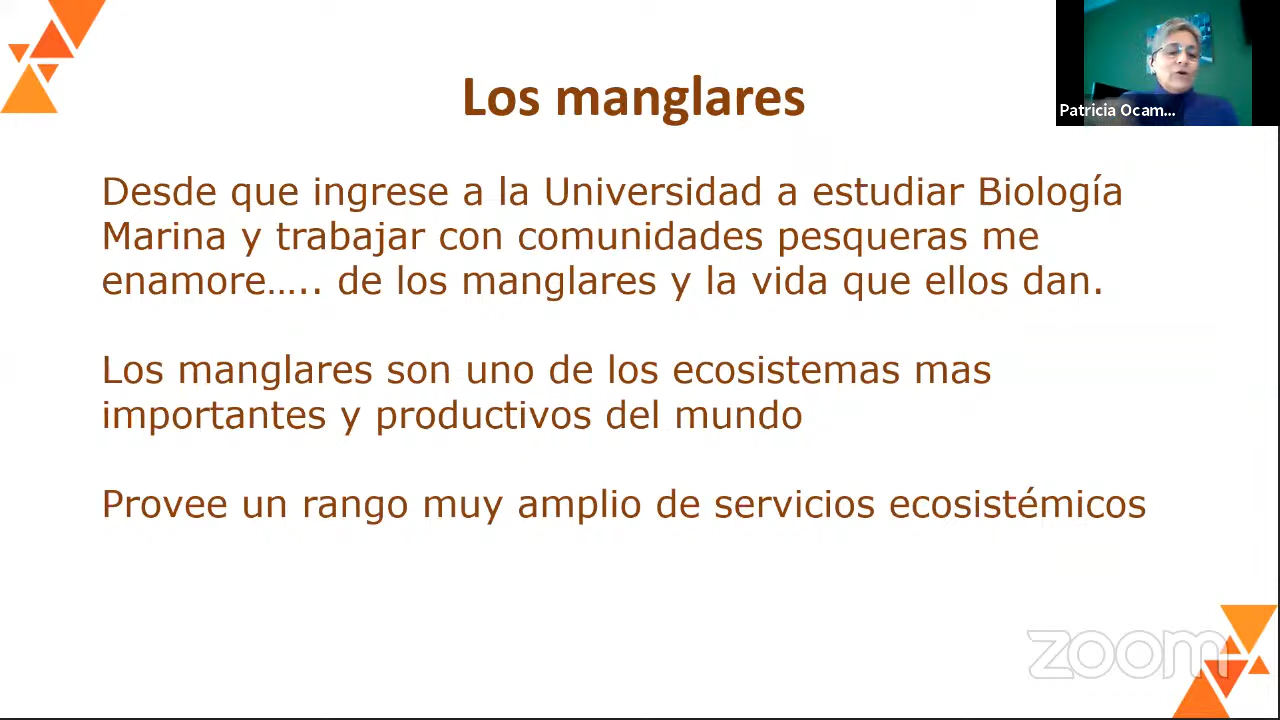 Los manglares
Patricia Ocam...
Desde que ingrese a la Universidad a estudiar Biología
Marina y trabajar con comunidades pesqueras me
enamore….. de los manglares y la vida que ellos dan.
Los manglares son uno de los ecosistemas mas
importantes y productivos del mundo
Provee un rango muy amplio de servicios ecosistémicos
zoom